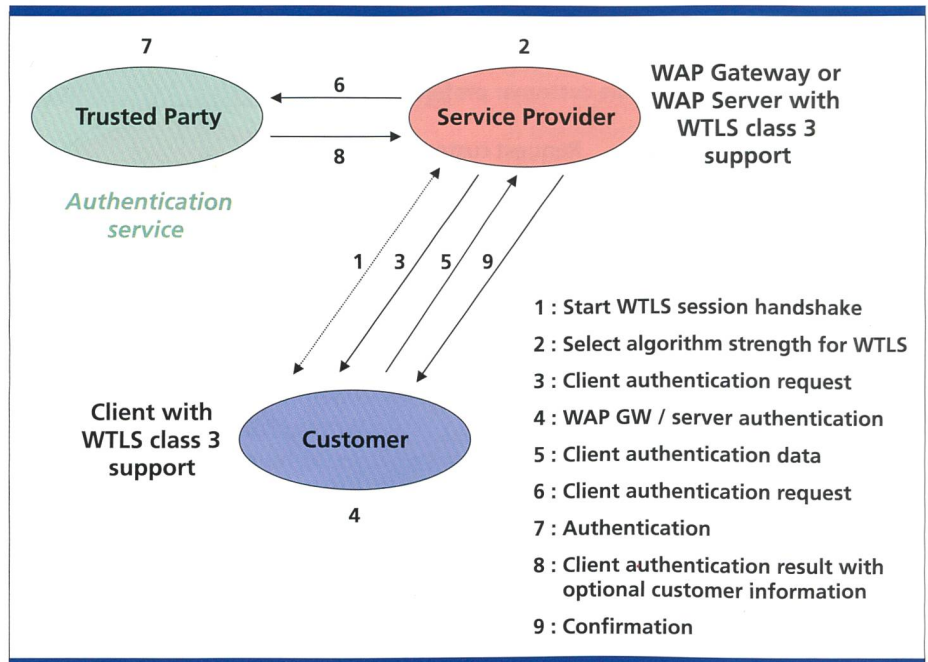 7
2
6
Trusted Party
Service Provider
8
WAP Gateway or
WAP Server with
WTLS class 3
support
Authentication
service
1
3
5
9
Client with
WTLS class 3
support
Customer
4
1 : Start WTLS session handshake
2 : Select algorithm strength for WTLS
3 : Client authentication request
4 : WAP GW / server authentication
5 : Client authentication data
6 : Client authentication request
7 : Authentication
8 : Client authentication result with
optional customer information
9 : Confirmation